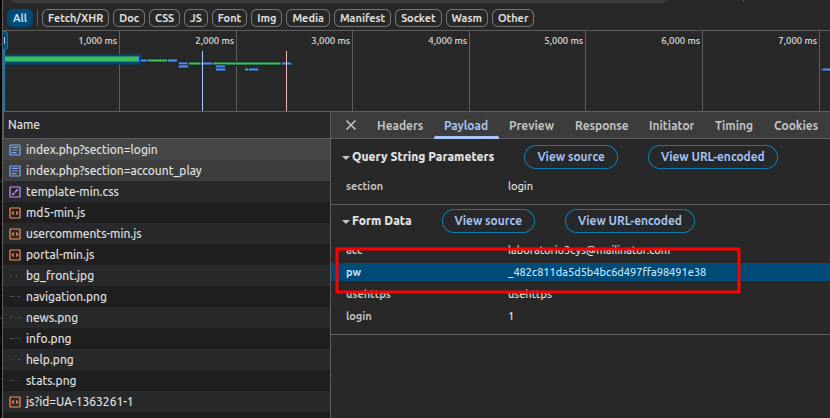 All Fetch/XHR Doc CSS JS Font Img Media Manifest Socket Wasm Other
1,000 ms 2,000 ms 3,000 ms 4,000 ms 5,000 ms 6,000 ms 7,000 ms
Name
Headers Payload Preview Response Initiator Timing Cookies
index.php?section=login
Query String Parameters View source View URL-encoded
index.php?section=account_play
section login
template-min.css
md5-min.js
Form Data View source View URL-encoded
usercomments-min.js
portal-min.js
acc laboratorio3cys@mailinator.com
bg_front.jpg
pw _482c811da5d5b4bc6d497ffa98491e38
navigation.png
usehttps usehttps
news.png
login 1
info.png
help.png
stats.png
js?id=UA-1363261-1